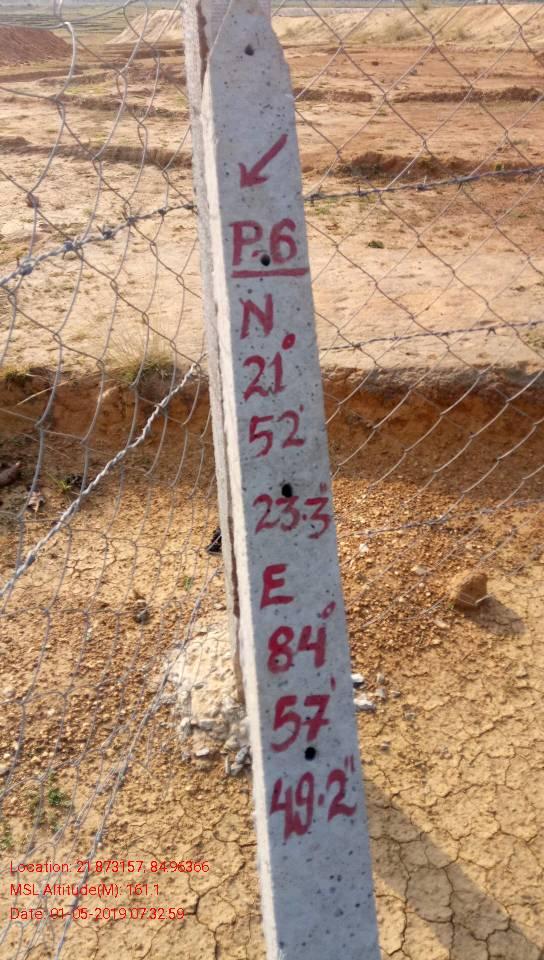 P.6
N
21°
52'
23.3"
E
84°
57'
49.2"
Location: 21.873157, 84.96366
MSL Altitude(M): 161.1
Date: 01-05-2019 07:32:59